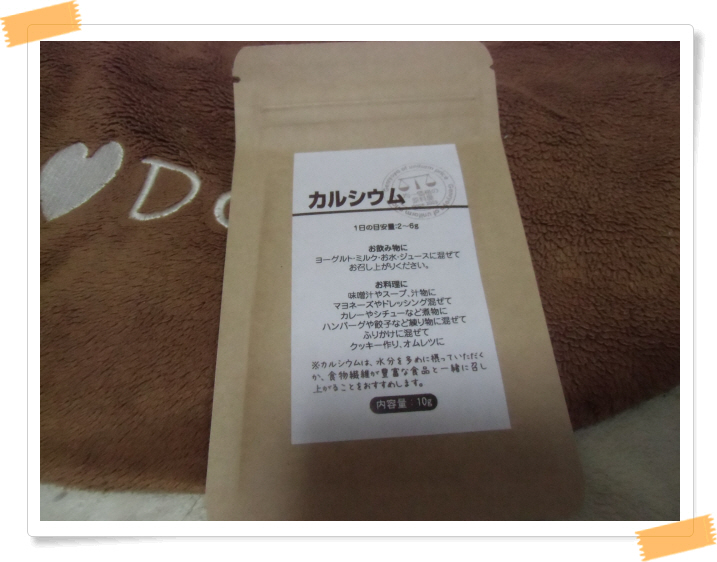 Do
カルシウム
1日の目安量:2~6g
お飲み物に
ヨーグルト・ミルク・お水・ジュースに混ぜて
お召し上がりください。
お料理に
味噌汁やスープ、汁物に
マヨネーズやドレッシング混ぜて
カレーやシチューなど煮物に
ハンバーグや餃子など練り物に混ぜて
ふりかけに混ぜて
クッキー作り、オムレツに
※カルシウムは、水分を多めに摂っていただく
か、食物繊維が豊富な食品と一緒に召し
上がることをおすすめします。
内容量:10g